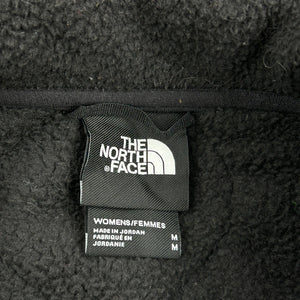 THE
NORTH
®FACE
WOMENS/FEMMES
MADE IN JORDAN M
FABRIQUÉ EN M
JORDANIE